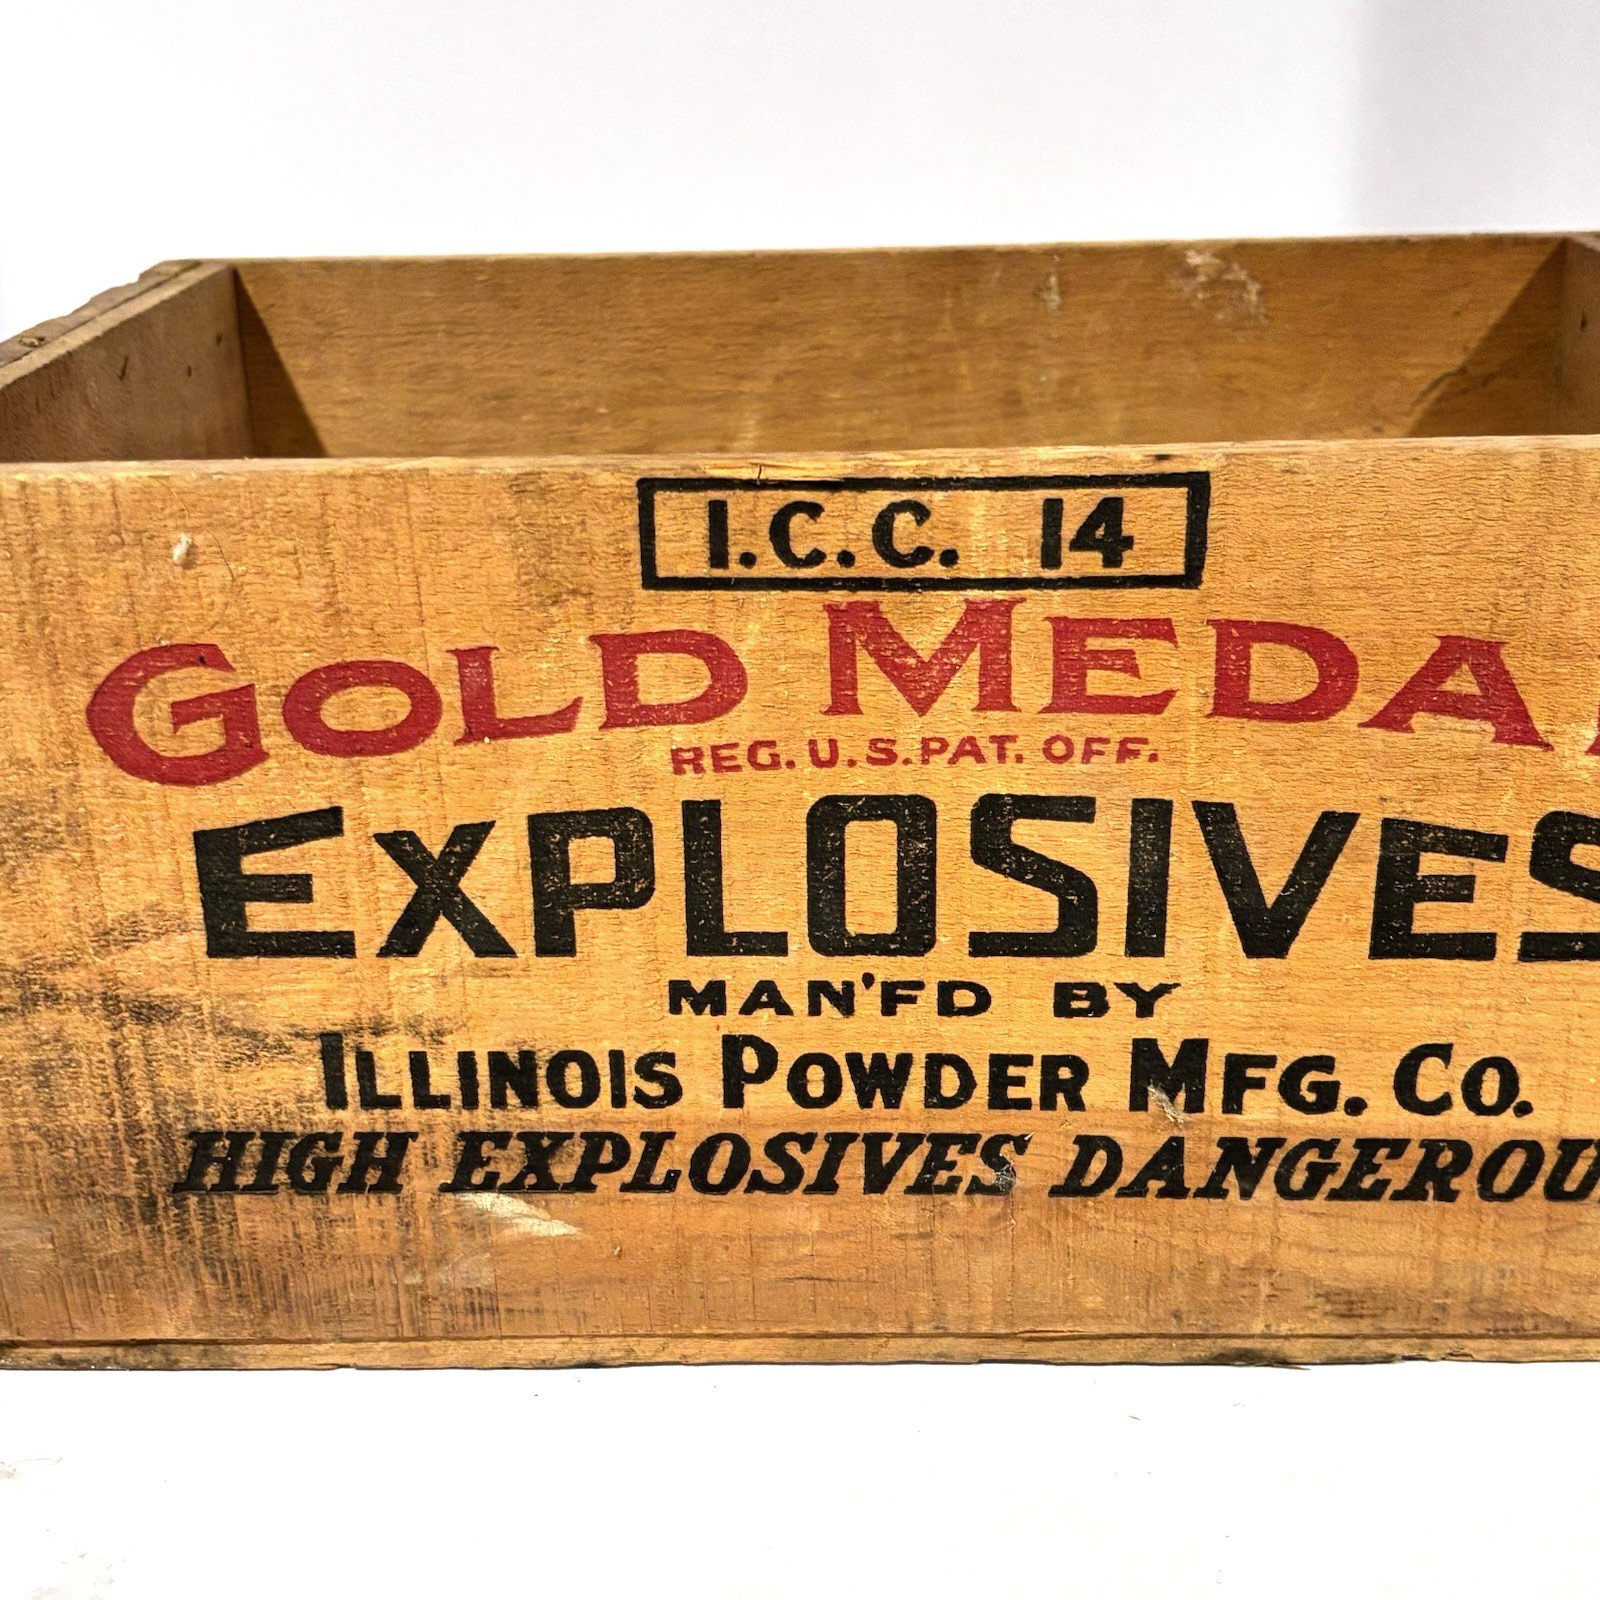 I.C.C. 14
GOLD MEDA
REG. U.S. PAT. OFF.
EXPLOSIVES
MAN'FD BY
ILLINOIS POWDER MFG. CO.
HIGH EXPLOSIVES DANGEROU